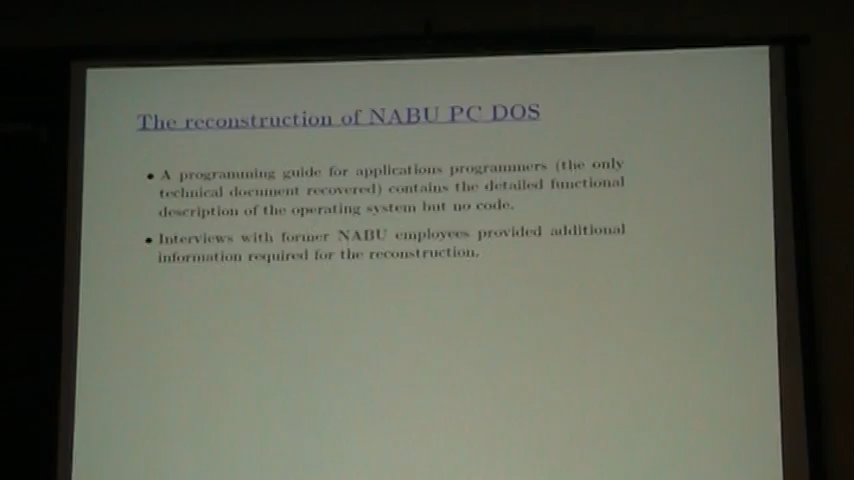 The reconstruction of NABU PC DOS
• A programming guide for applications programmers (the only
technical document recovered) contains the detailed functional
description of the operating system but no code.
• Interviews with former NABU employees provided additional
information required for the reconstruction.